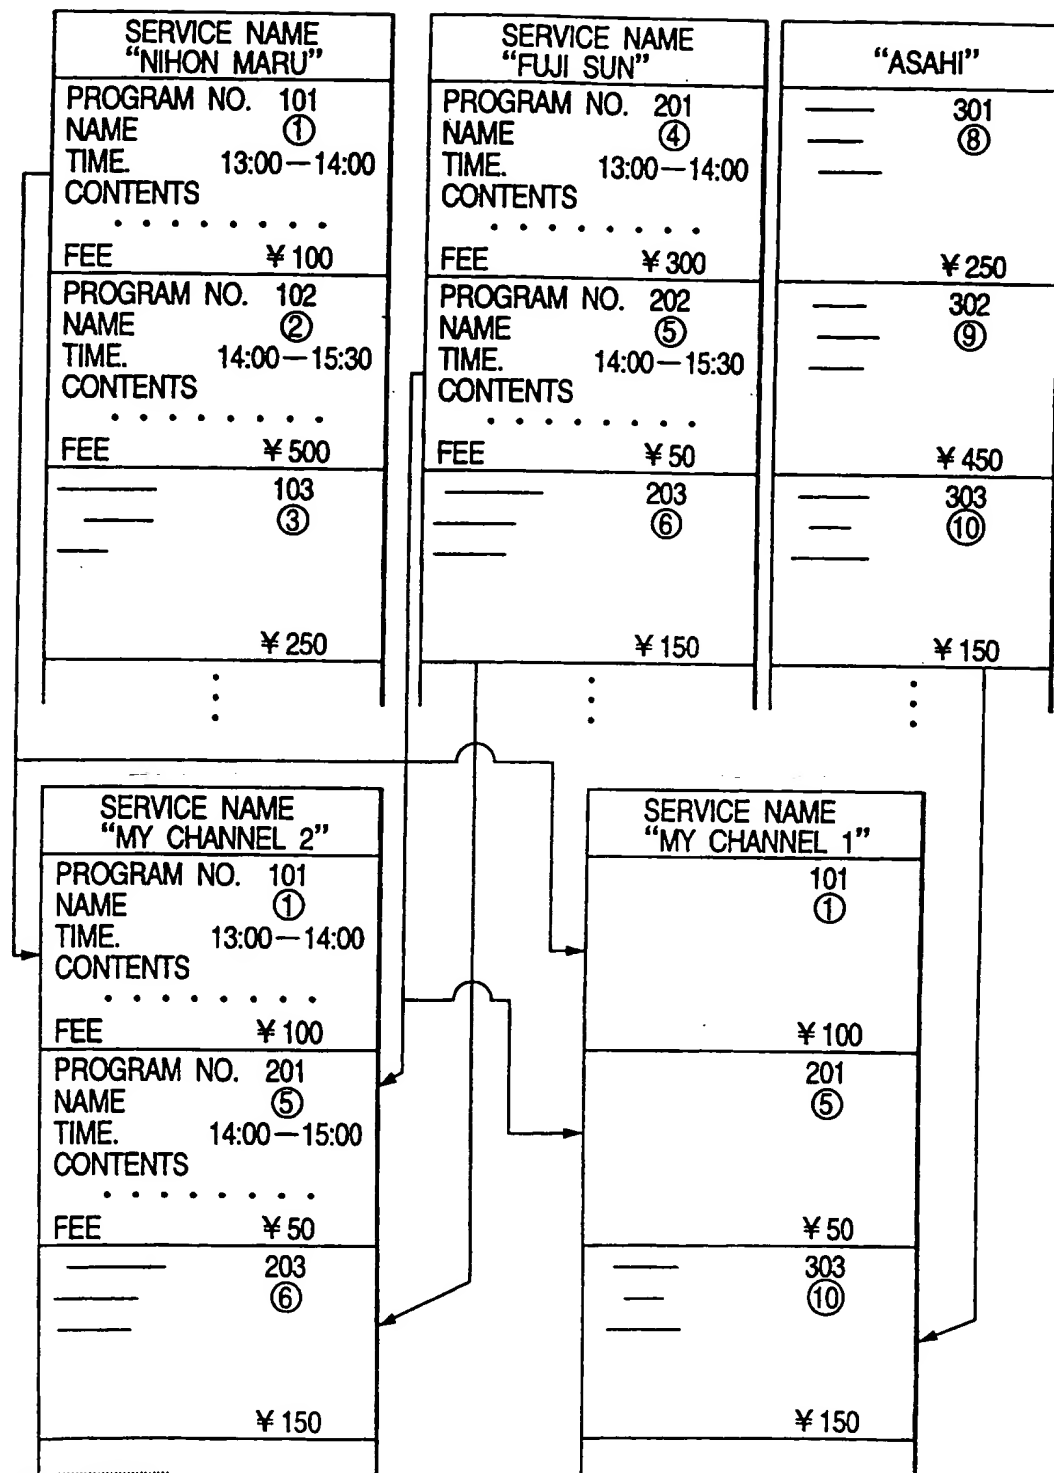 SERVICE NAME
“NIHON MARU”
PROGRAM NO. 101
NAME ①
TIME. 13:00—14:00
CONTENTS
. . . . . . . .
FEE ¥100
PROGRAM NO. 102
NAME ②
TIME. 14:00—15:30
CONTENTS
. . . . . . . .
FEE ¥500
103
③
¥250
SERVICE NAME
“FUJI SUN”
PROGRAM NO. 201
NAME ④
TIME. 13:00—14:00
CONTENTS
. . . . . . . .
FEE ¥300
PROGRAM NO. 202
NAME ⑤
TIME. 14:00—15:30
CONTENTS
. . . . . . . .
FEE ¥50
203
⑥
¥150
“ASAHI”
301
⑧
¥250
302
⑨
¥450
303
⑩
¥150
SERVICE NAME
“MY CHANNEL 2”
PROGRAM NO. 101
NAME ①
TIME. 13:00—14:00
CONTENTS
. . . . . . . .
FEE ¥100
PROGRAM NO. 201
NAME ⑤
TIME. 14:00—15:00
CONTENTS
. . . . . . . .
FEE ¥50
203
⑥
¥150
SERVICE NAME
“MY CHANNEL 1”
101
①
¥100
201
⑤
¥50
303
⑩
¥150